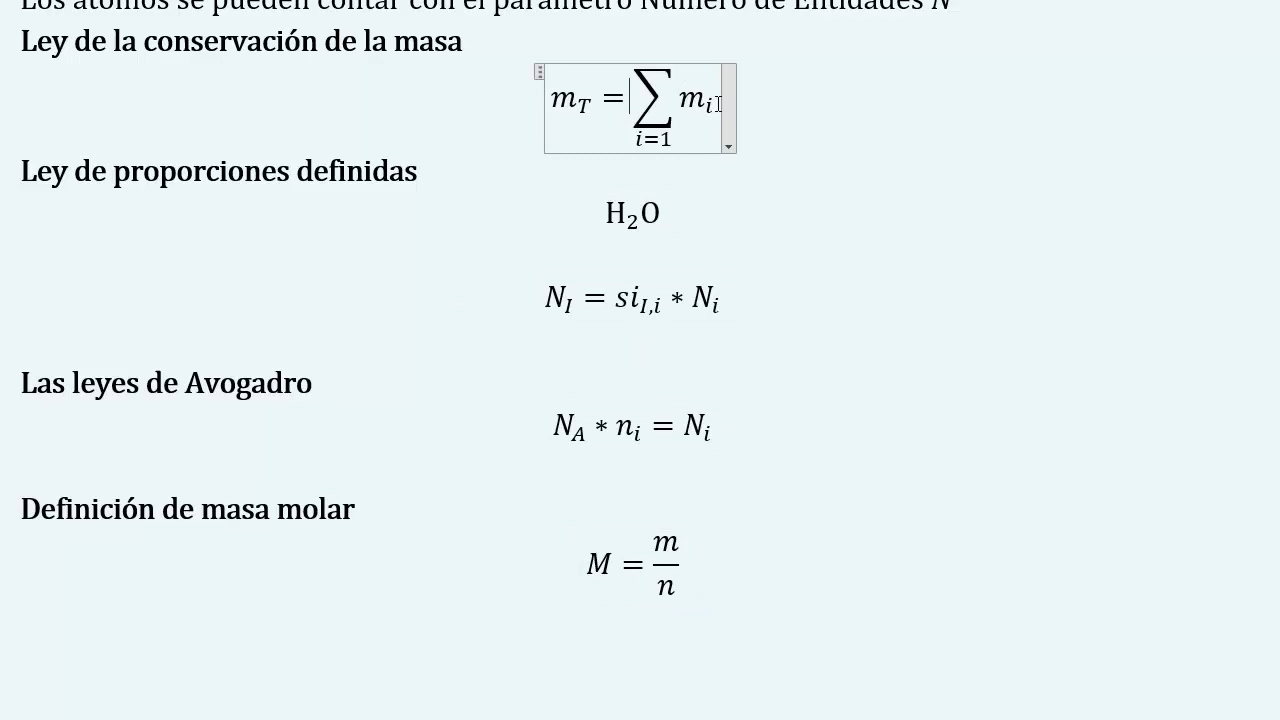 Los átomos se pueden contar con el parámetro Número de Entidades N
Ley de la conservación de la masa
m_T = ∑_{i=1} m_i
Ley de proporciones definidas
H₂O
N_I = si_{I,i} * N_i
Las leyes de Avogadro
N_A * n_i = N_i
Definición de masa molar
M = m/n